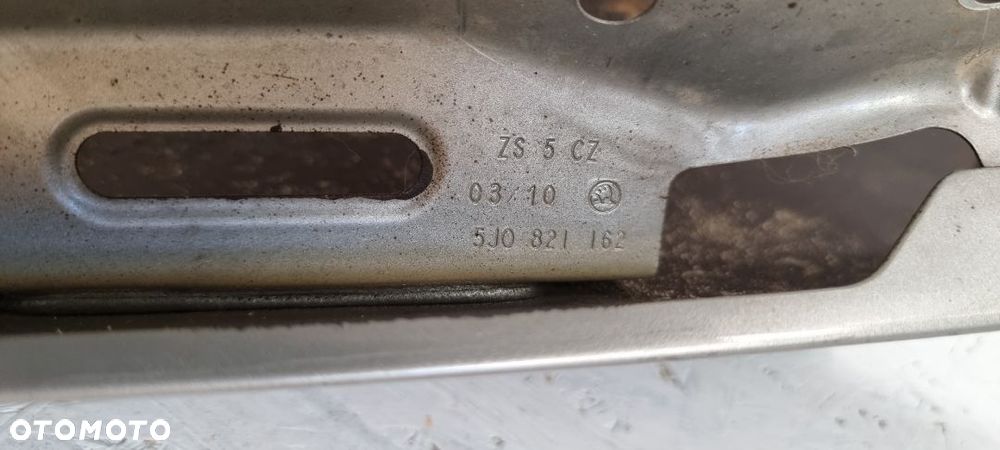 ZS 5 CZ
03/10
5J0 821 162
OTOMOTO